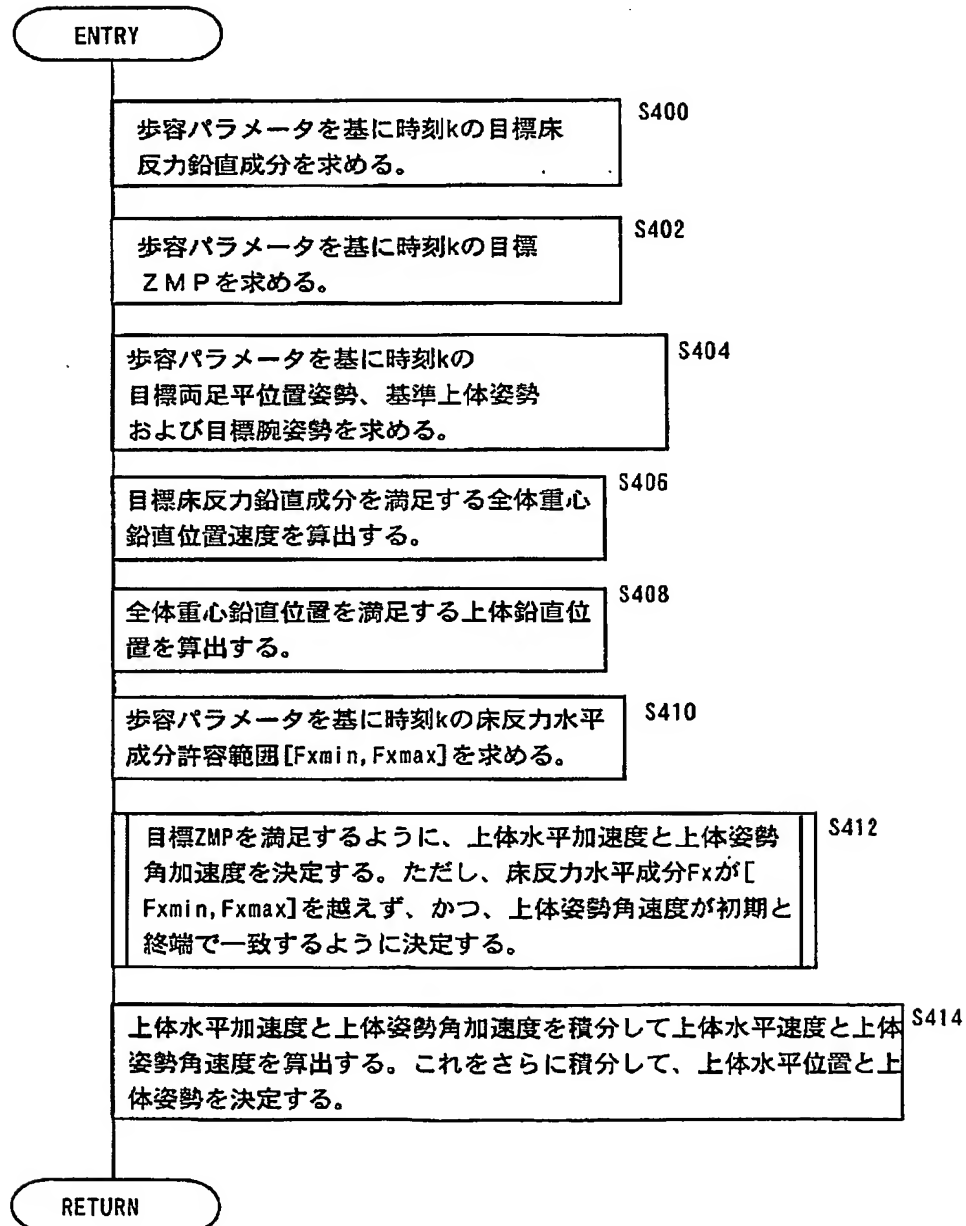 ENTRY
S400
歩容パラメータを基に時刻kの目標床
反力鉛直成分を求める。
S402
歩容パラメータを基に時刻kの目標
ZMPを求める。
S404
歩容パラメータを基に時刻kの
目標両足平位置姿勢、基準上体姿勢
および目標腕姿勢を求める。
S406
目標床反力鉛直成分を満足する全体重心
鉛直位置速度を算出する。
S408
全体重心鉛直位置を満足する上体鉛直位
置を算出する。
S410
歩容パラメータを基に時刻kの床反力水平
成分許容範囲[Fxmin,Fxmax]を求める。
S412
目標ZMPを満足するように、上体水平加速度と上体姿勢
角加速度を決定する。ただし、床反力水平成分Fxが[
Fxmin,Fxmax]を越えず、かつ、上体姿勢角速度が初期と
終端で一致するように決定する。
S414
上体水平加速度と上体姿勢角加速度を積分して上体水平速度と上体
姿勢角速度を算出する。これをさらに積分して、上体水平位置と上
体姿勢を決定する。
RETURN